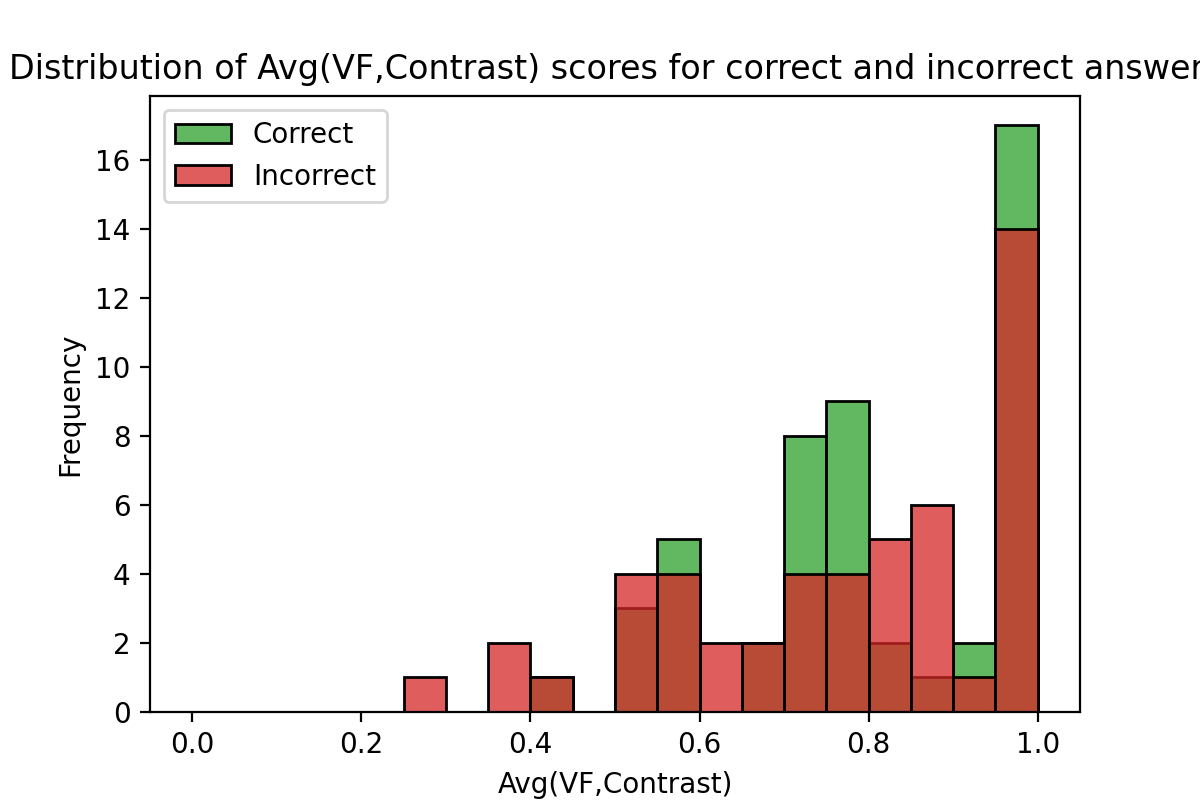 Distribution of Avg(VF,Contrast) scores for correct and incorrect answer
Correct
Incorrect
Frequency
16
14
12
10
8
6
4
2
0
0.0 0.2 0.4 0.6 0.8 1.0
Avg(VF,Contrast)